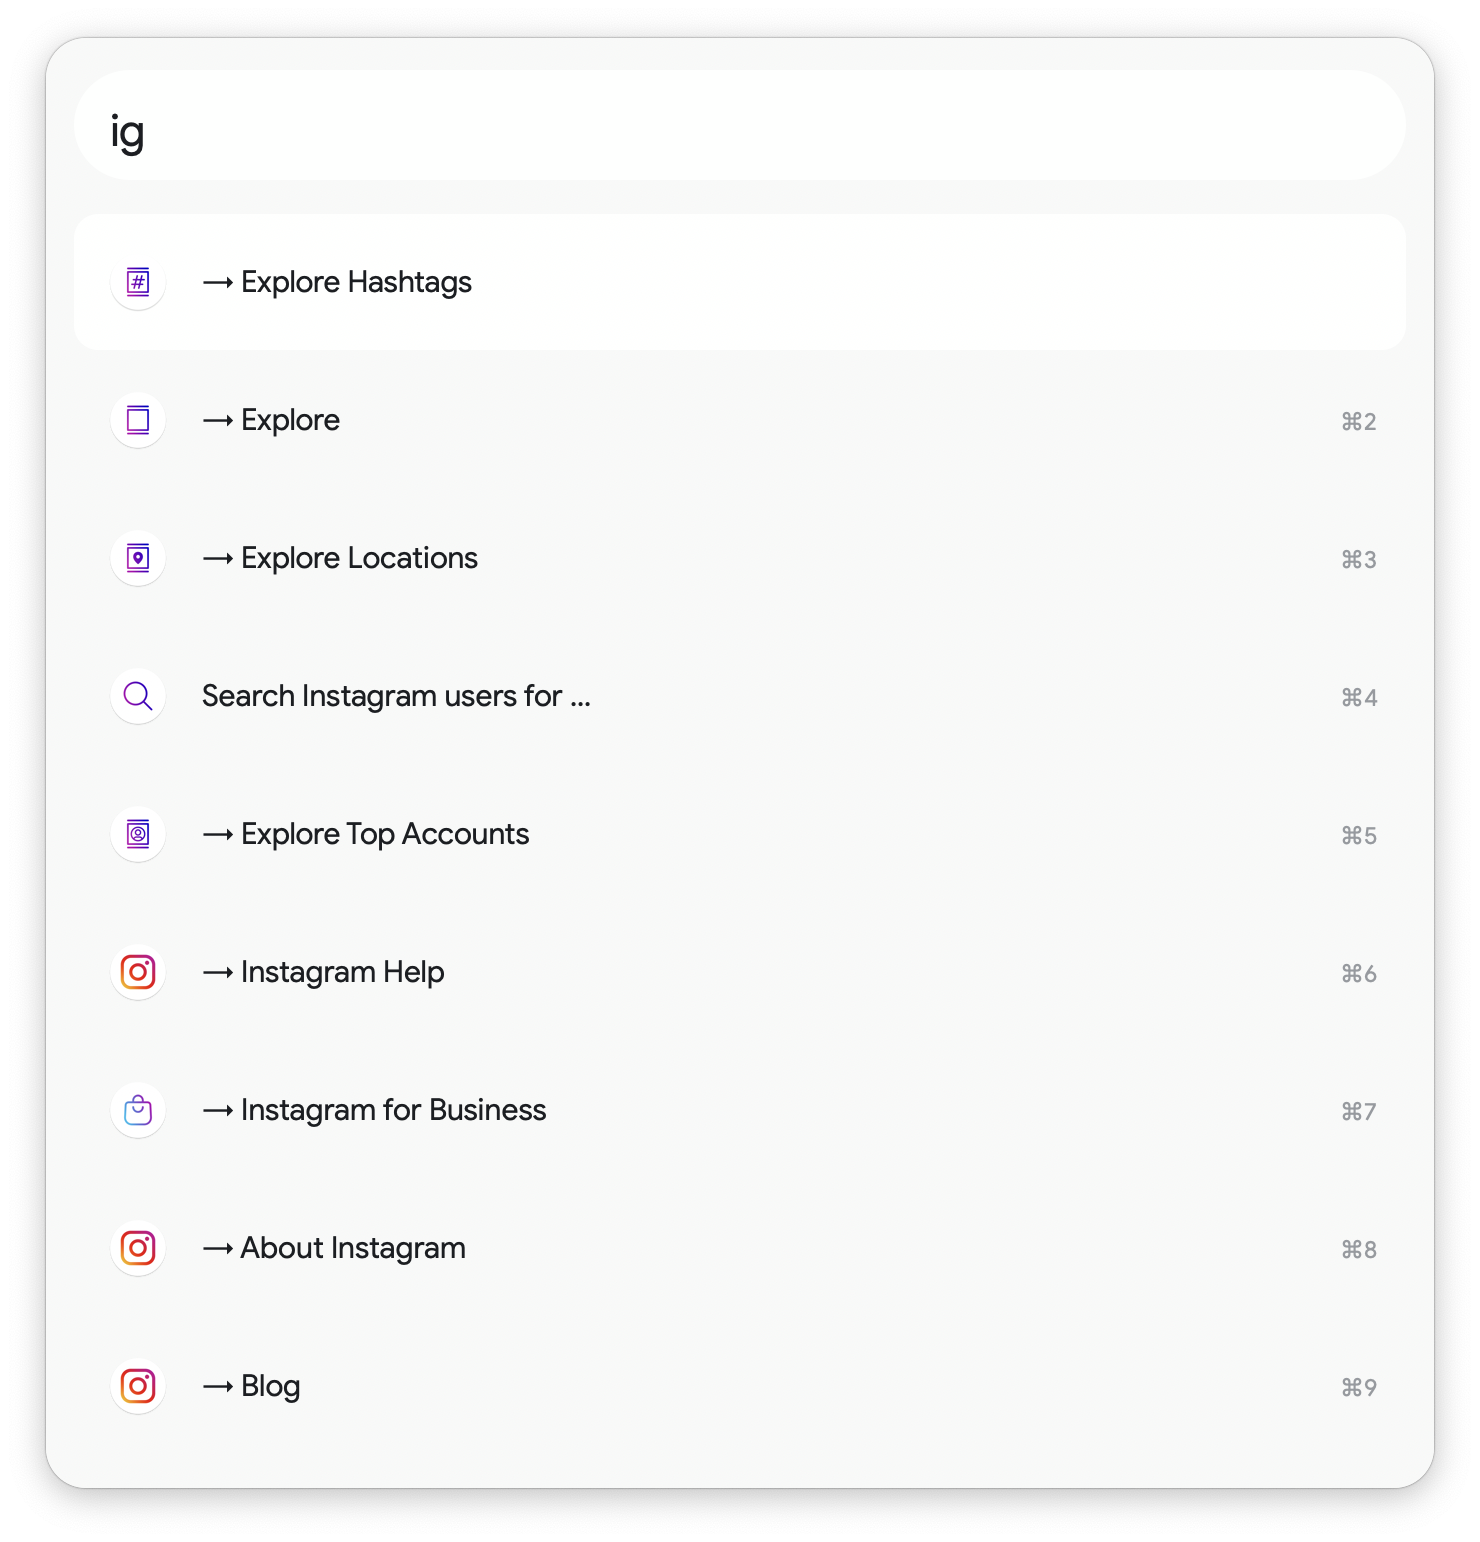 ig
→ Explore Hashtags
→ Explore ⌘2
→ Explore Locations ⌘3
Search Instagram users for ... ⌘4
→ Explore Top Accounts ⌘5
→ Instagram Help ⌘6
→ Instagram for Business ⌘7
→ About Instagram ⌘8
→ Blog ⌘9